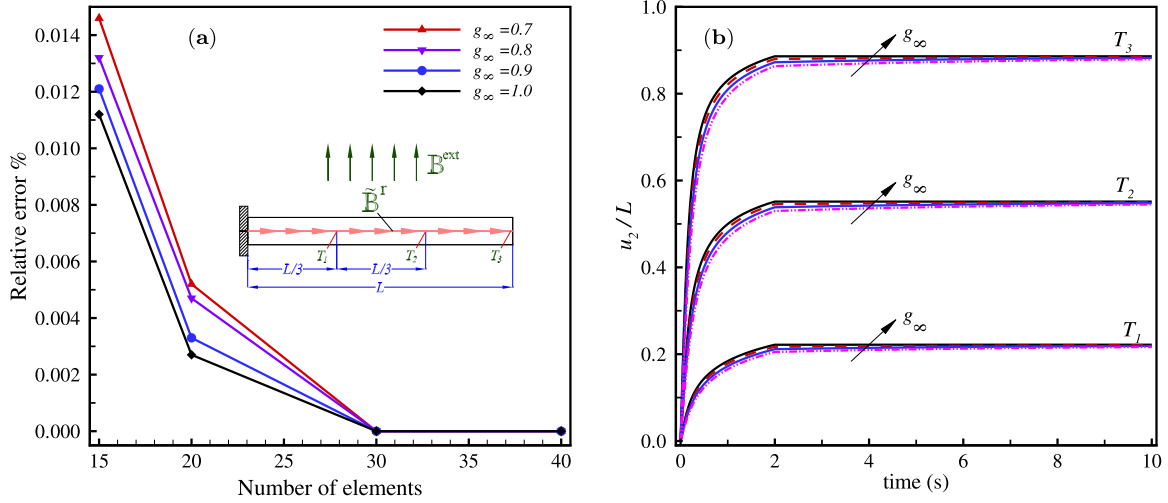 (a)
g∞=0.7
g∞=0.8
g∞=0.9
g∞=1.0
0.014
0.012
0.010
0.008
0.006
0.004
0.002
0.000
Relative error %
15 20 25 30 35 40
Number of elements
𝔹ext
𝔹̃r
T1 T2 T3
L/3 L/3
L
(b)
1.0
0.8
0.6
0.4
0.2
0.0
u2/L
g∞
T3
g∞
T2
g∞
T1
0 2 4 6 8 10
time (s)